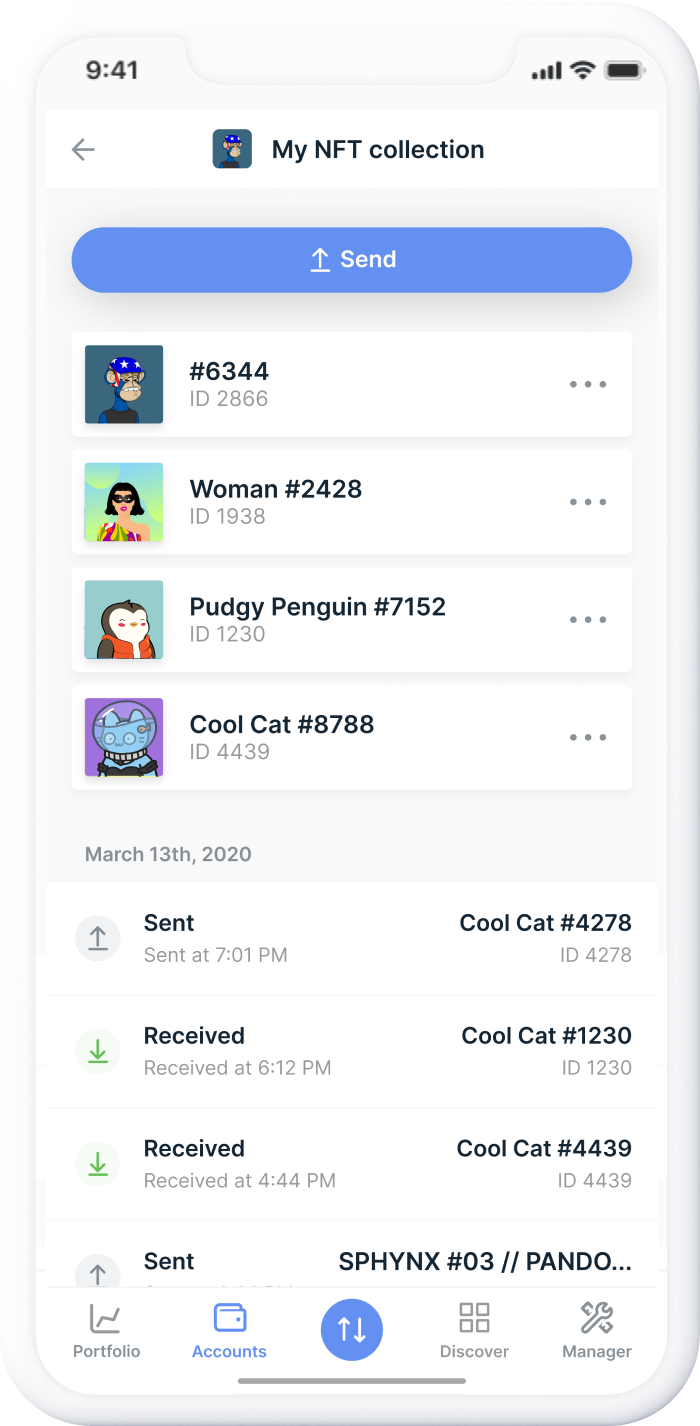 9:41
My NFT collection
Send
#6344
ID 2866
Woman #2428
ID 1938
Pudgy Penguin #7152
ID 1230
Cool Cat #8788
ID 4439
March 13th, 2020
Sent Cool Cat #4278
Sent at 7:01 PM ID 4278
Received Cool Cat #1230
Received at 6:12 PM ID 1230
Received Cool Cat #4439
Received at 4:44 PM ID 4439
Sent SPHYNX #03 // PANDO...
Portfolio Accounts Discover Manager